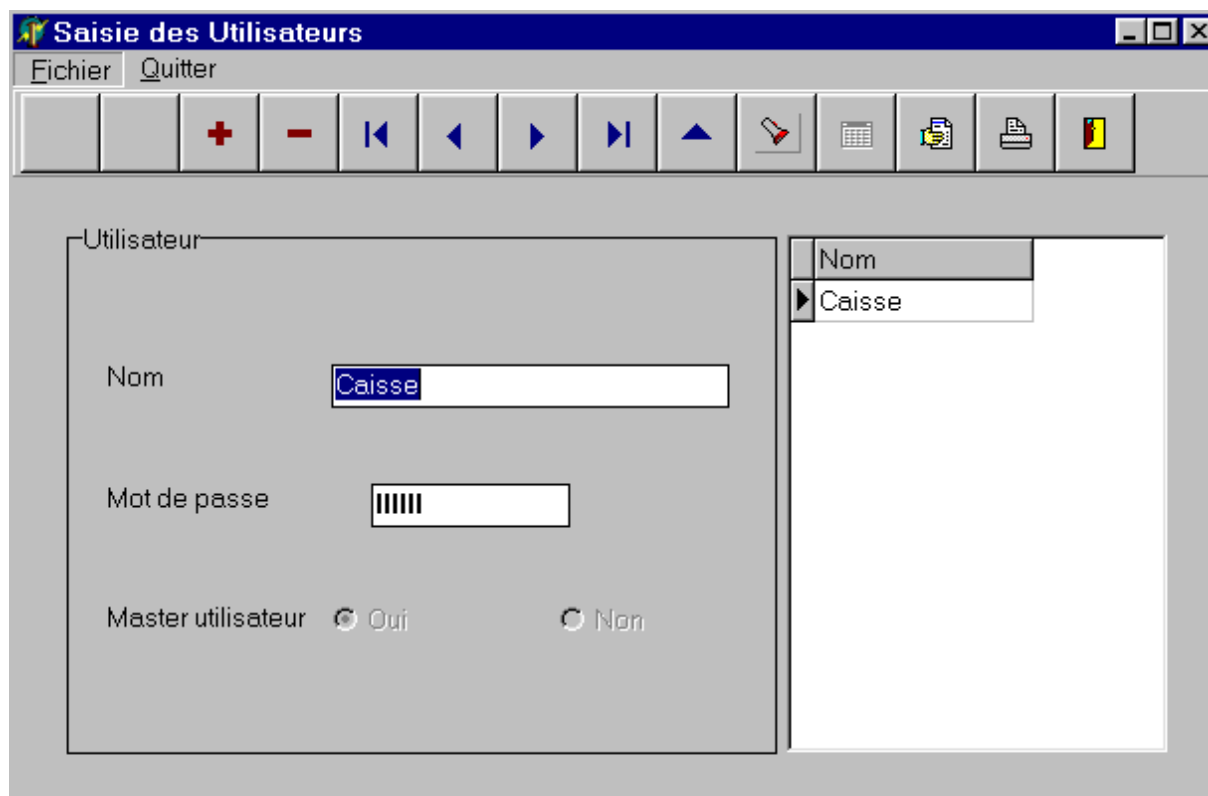 Saisie des Utilisateurs
Fichier Quitter
Utilisateur
Nom
Caisse
Nom Caisse
Mot de passe
Master utilisateur Oui Non